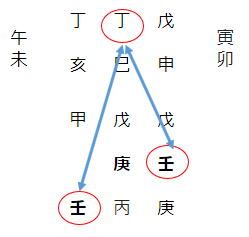 丁 丁 戊 寅
午 亥 巳 申 卯
未
甲 戊 戊
庚 壬
壬 丙 庚